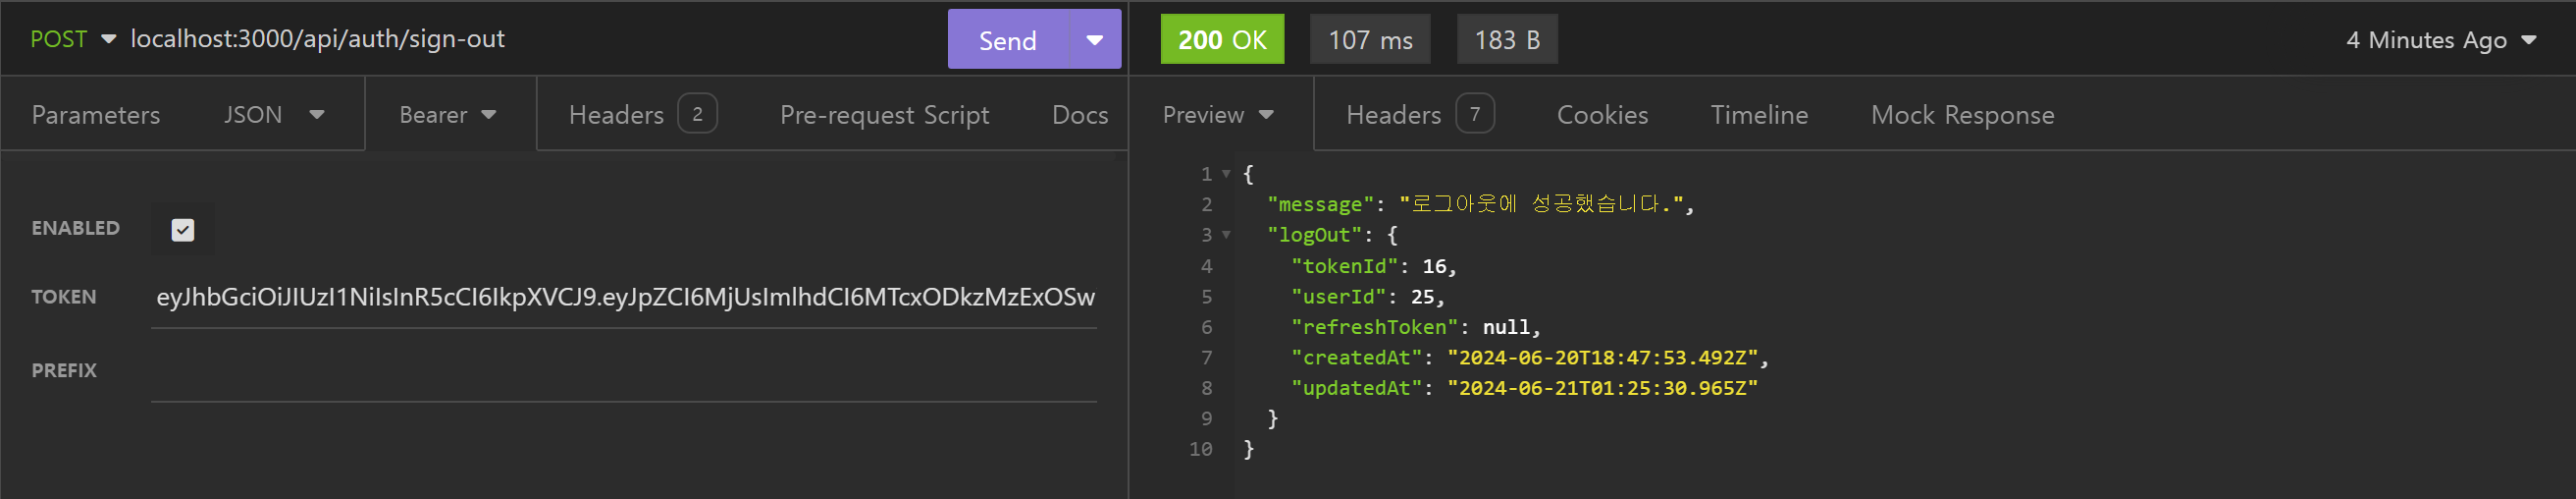 POST localhost:3000/api/auth/sign-out Send
200 OK 107 ms 183 B 4 Minutes Ago
Parameters JSON Bearer Headers 2 Pre-request Script Docs
Preview Headers 7 Cookies Timeline Mock Response
ENABLED
TOKEN eyJhbGciOiJIUzI1NiIsInR5cCI6IkpXVCJ9.eyJpZCI6MjUsImlhdCI6MTcxODkzMzExOSw
PREFIX
1 {
2 "message": "로그아웃에 성공했습니다.",
3 "logOut": {
4 "tokenId": 16,
5 "userId": 25,
6 "refreshToken": null,
7 "createdAt": "2024-06-20T18:47:53.492Z",
8 "updatedAt": "2024-06-21T01:25:30.965Z"
9 }
10 }